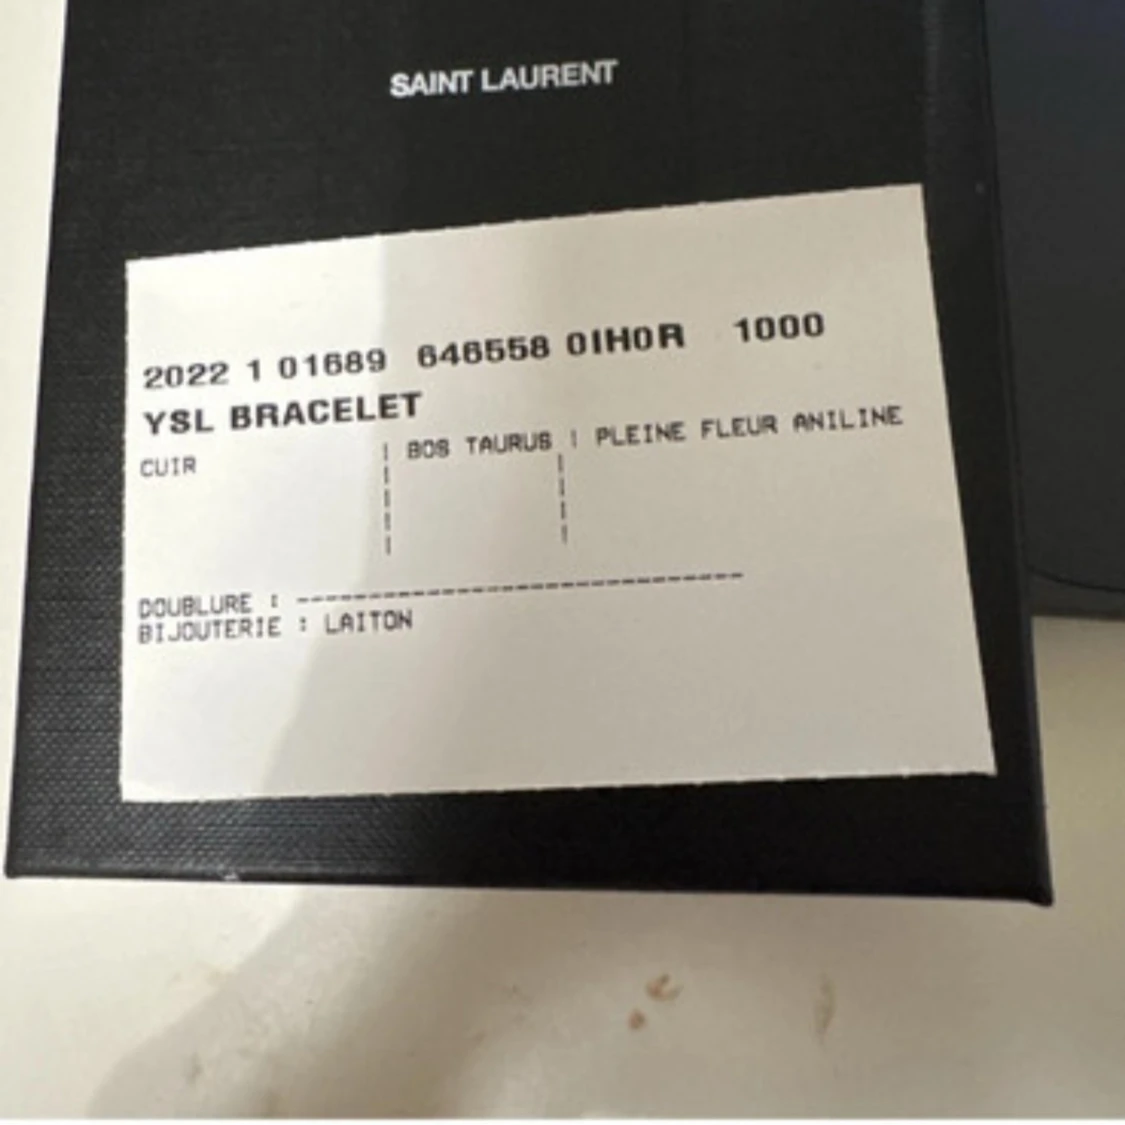 SAINT LAURENT
2022 1 01689 646558 0IH0R 1000
YSL BRACELET
CUIR | BOS TAURUS | PLEINE FLEUR ANILINE
DOUBLURE : -------------------------------
BIJOUTERIE : LAITON